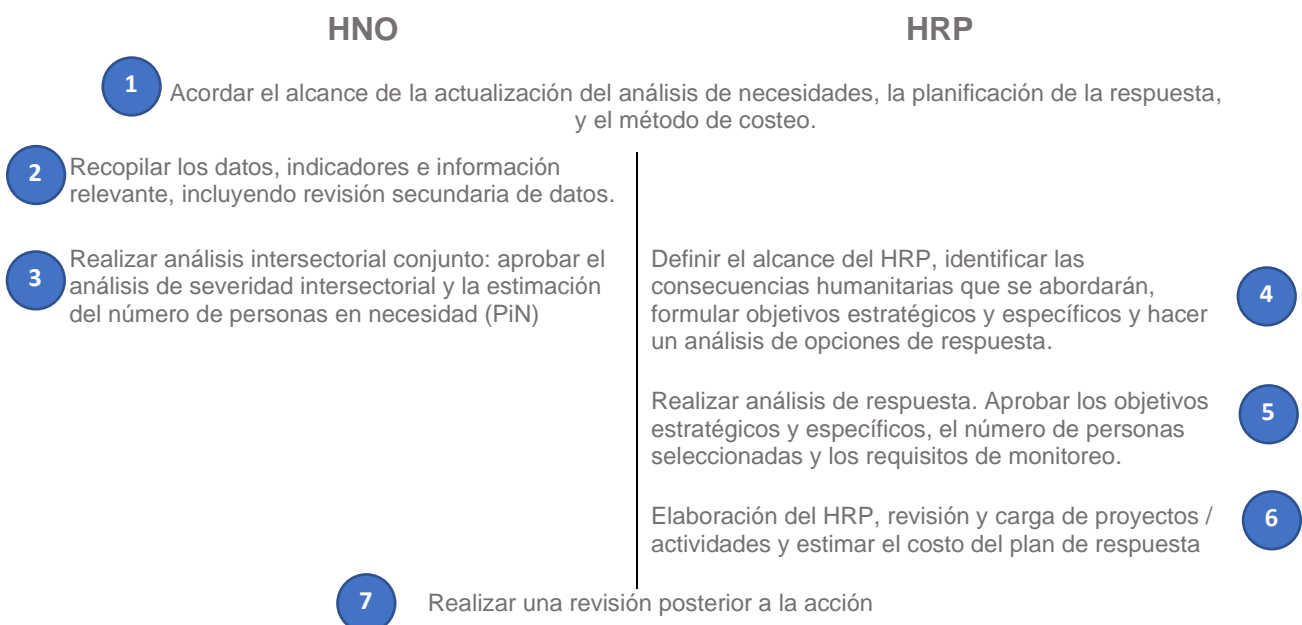 HNO
HRP
1
Acordar el alcance de la actualización del análisis de necesidades, la planificación de la respuesta,
y el método de costeo.
2
Recopilar los datos, indicadores e información
relevante, incluyendo revisión secundaria de datos.
3
Realizar análisis intersectorial conjunto: aprobar el
análisis de severidad intersectorial y la estimación
del número de personas en necesidad (PiN)
Definir el alcance del HRP, identificar las
consecuencias humanitarias que se abordarán,
formular objetivos estratégicos y específicos y hacer
un análisis de opciones de respuesta.
4
Realizar análisis de respuesta. Aprobar los objetivos
estratégicos y específicos, el número de personas
seleccionadas y los requisitos de monitoreo.
5
Elaboración del HRP, revisión y carga de proyectos /
actividades y estimar el costo del plan de respuesta
6
7
Realizar una revisión posterior a la acción